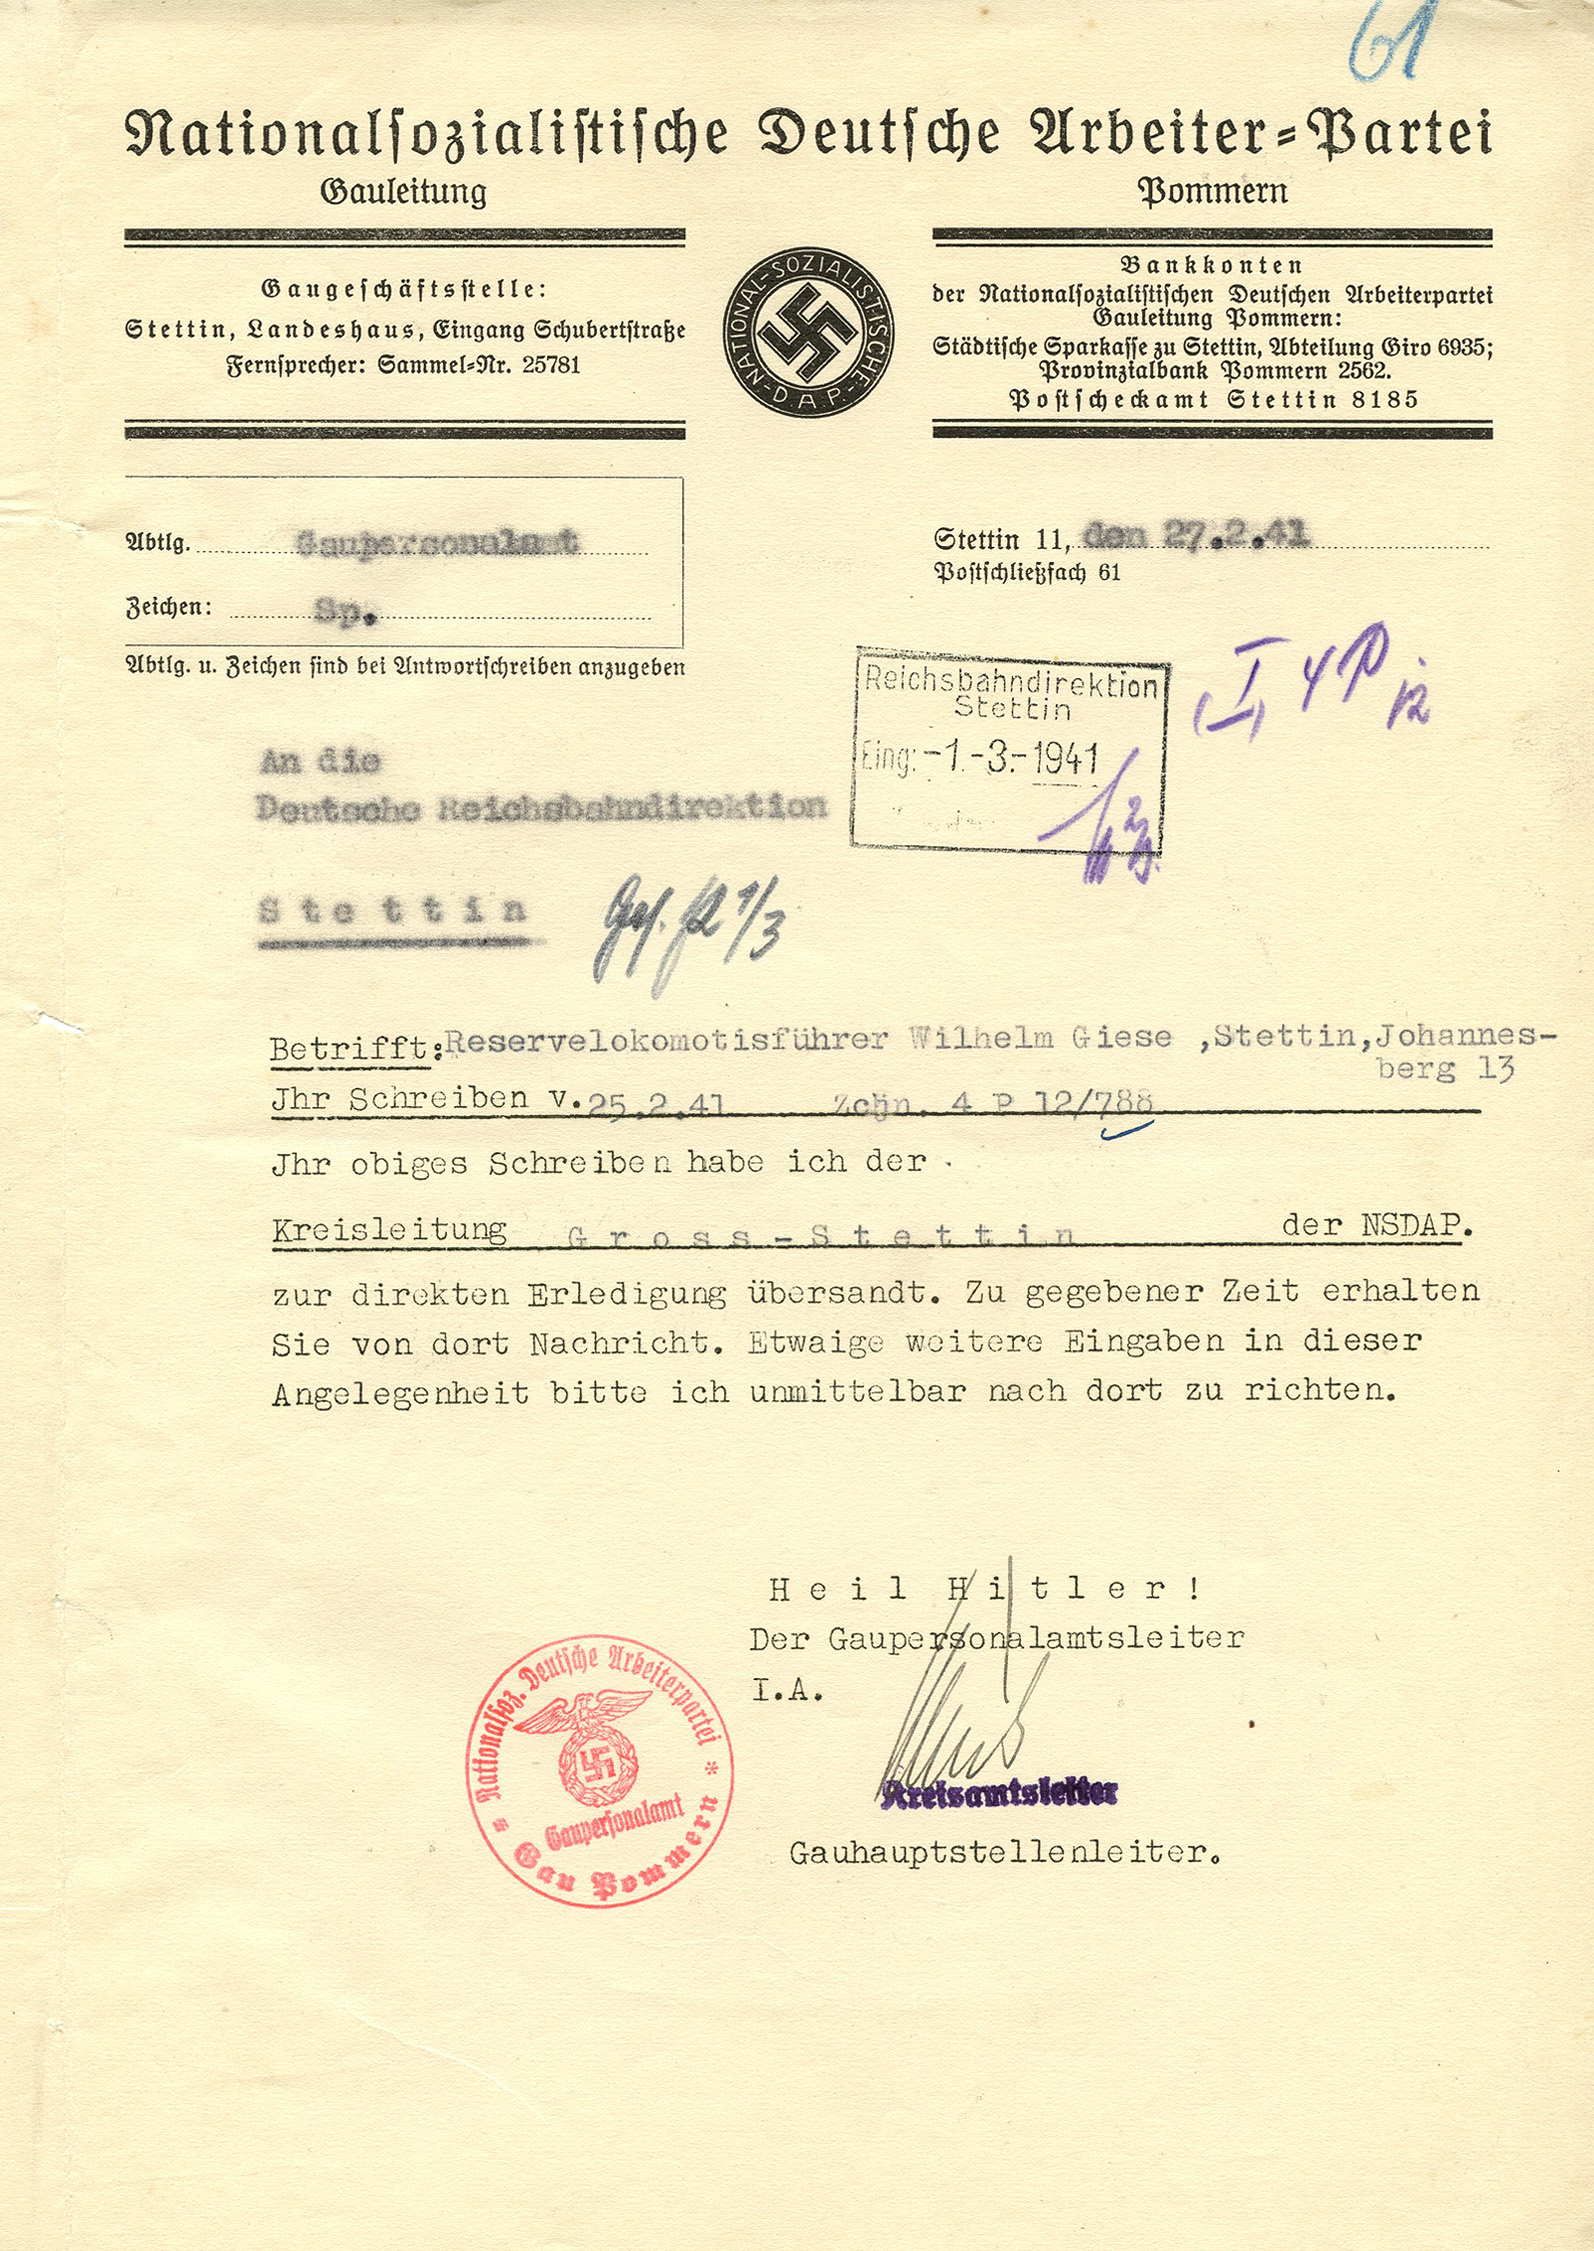 61
Nationalsozialistische Deutsche Arbeiter-Partei
Gauleitung Pommern
Gaugeschäftsstelle:
Stettin, Landeshaus, Eingang Schubertstraße
Fernsprecher: Sammel-Nr. 25781
NATIONAL-SOZIALISTISCHE D.A.P.
Bankkonten
der Nationalsozialistischen Deutschen Arbeiterpartei
Gauleitung Pommern:
Städtische Sparkasse zu Stettin, Abteilung Giro 6935;
Provinzialbank Pommern 2562.
Postscheckamt Stettin 8185
Abtlg. Gaupersonalamt
Zeichen: Sp.
Abtlg. u. Zeichen sind bei Antwortschreiben anzugeben
Stettin 11, den 27.2.41
Postschließfach 61
Reichsbahndirektion
Stettin
Eing: -1.-3.-1941
(I) 4 P 12
An die
Deutsche Reichsbahndirektion
Stettin
1/3
Betrifft: Reservelokomotisführer Wilhelm Giese ,Stettin,Johannes-
berg 13
Jhr Schreiben v. 25.2.41 Zchn. 4 P 12/788
Jhr obiges Schreiben habe ich der
Kreisleitung Gross-Stettin der NSDAP.
zur direkten Erledigung übersandt. Zu gegebener Zeit erhalten
Sie von dort Nachricht. Etwaige weitere Eingaben in dieser
Angelegenheit bitte ich unmittelbar nach dort zu richten.
Heil Hitler!
Der Gaupersonalamtsleiter
I.A.
Kreisamtsleiter
Gauhauptstellenleiter.
Nationalsoz. Deutsche Arbeiterpartei
Gaupersonalamt
Gau Pommern